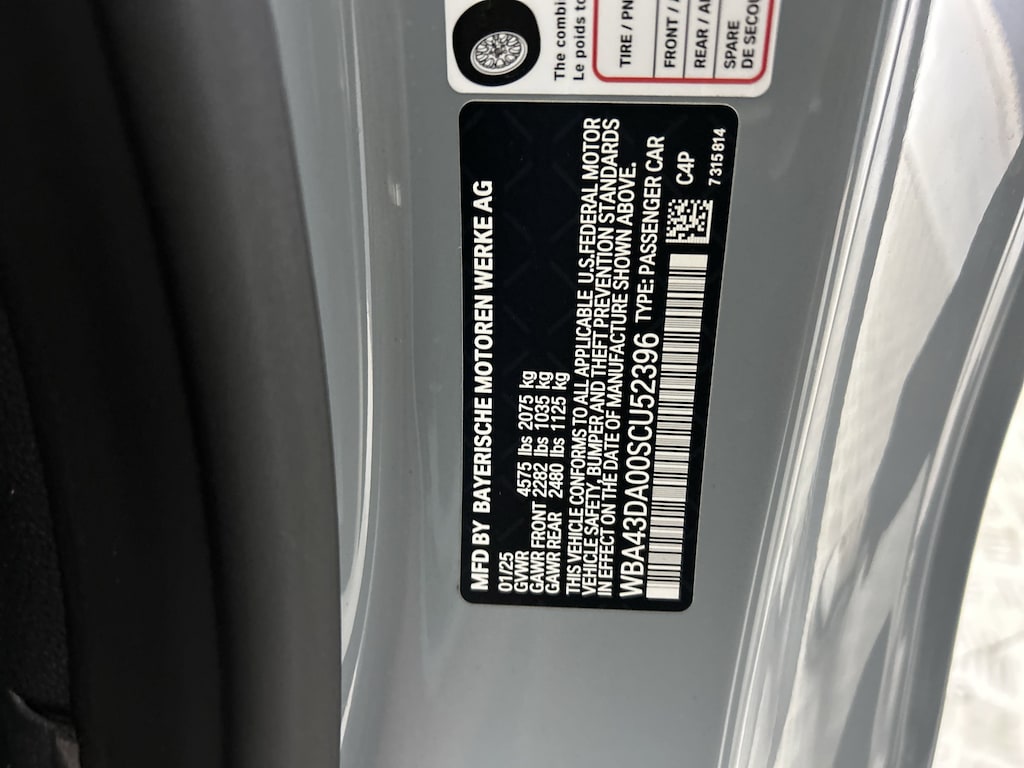 The combi
Le poids to
TIRE / PN
FRONT / A
REAR / AR
SPARE
DE SECOU
MFD BY BAYERISCHE MOTOREN WERKE AG
01/25
GVWR 4575 lbs 2075 kg
GAWR FRONT 2282 lbs 1035 kg
GAWR REAR 2480 lbs 1125 kg
THIS VEHICLE CONFORMS TO ALL APPLICABLE U.S.FEDERAL MOTOR
VEHICLE SAFETY, BUMPER AND THEFT PREVENTION STANDARDS
IN EFFECT ON THE DATE OF MANUFACTURE SHOWN ABOVE.
WBA43DA00SCU52396 TYPE: PASSENGER CAR
C4P
7315814